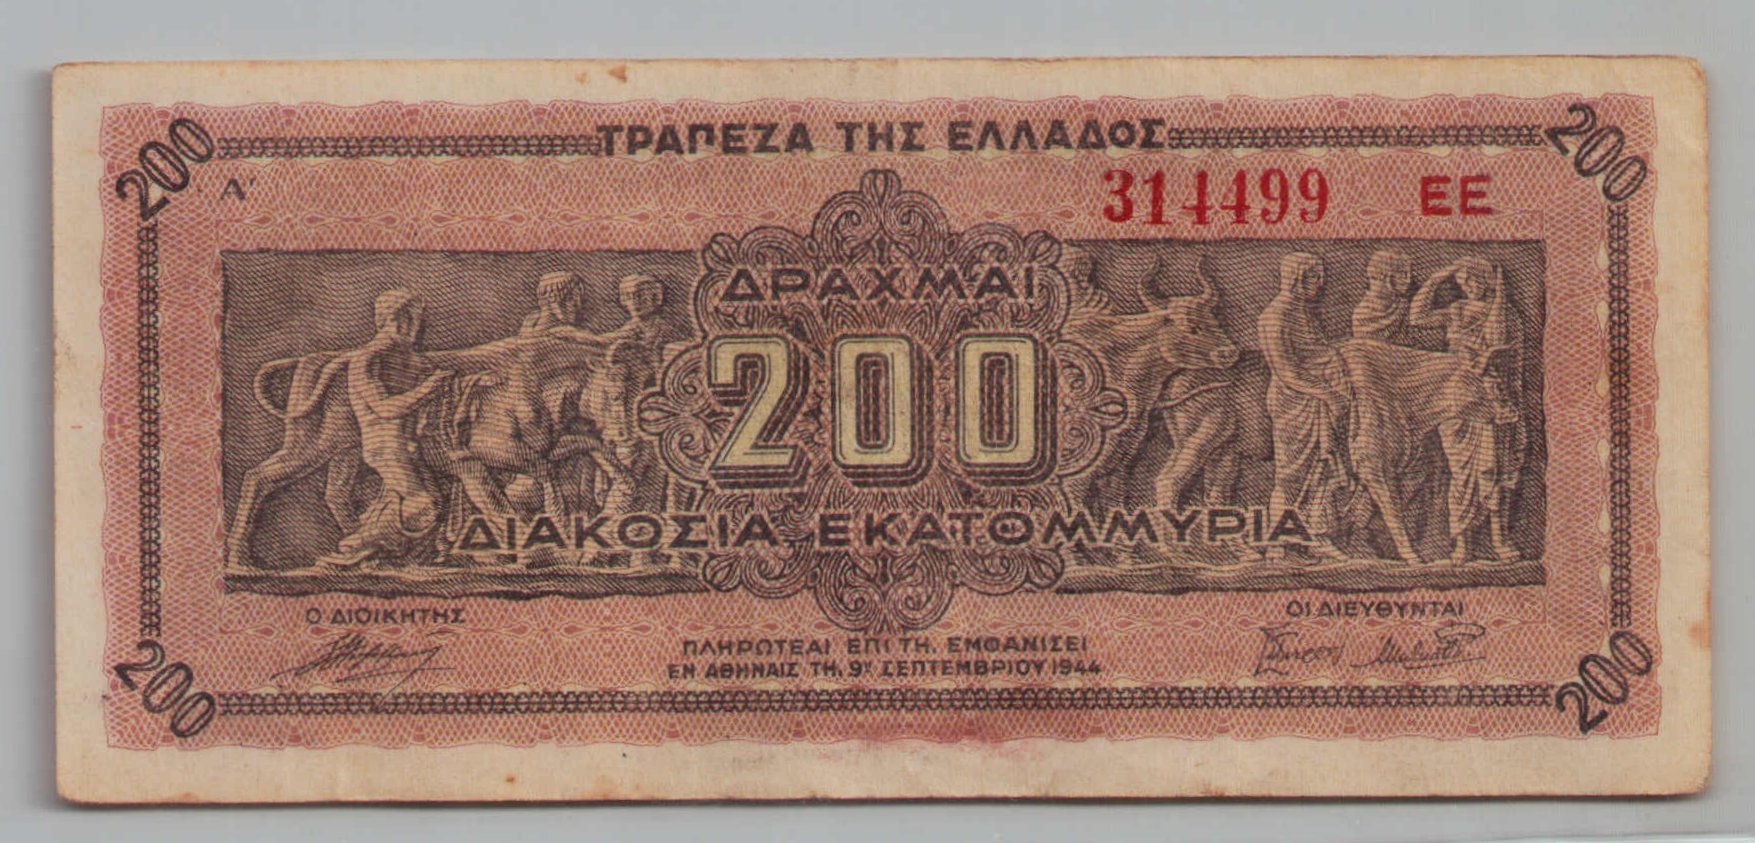 200 ΤΡΑΠΕΖΑ ΤΗΣ ΕΛΛΑΔΟΣ 200
Α' 314499 ΕΕ
ΔΡΑΧΜΑΙ
200
ΔΙΑΚΟΣΙΑ ΕΚΑΤΟΜΜΥΡΙΑ
Ο ΔΙΟΙΚΗΤΗΣ ΟΙ ΔΙΕΥΘΥΝΤΑΙ
ΠΛΗΡΩΤΕΑΙ ΕΠΙ ΤΗ, ΕΜΦΑΝΙΣΕΙ
ΕΝ ΑΘΗΝΑΙΣ ΤΗ, 9ῃ ΣΕΠΤΕΜΒΡΙΟΥ 1944
200 200